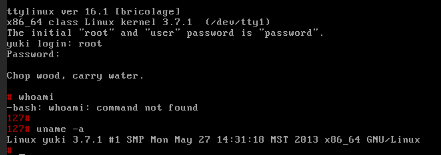 ttylinux ver 16.1 [bricolage]
x86_64 class Linux kernel 3.7.1  (/dev/tty1)
The initial "root" and "user" password is "password".
yuki login: root
Password:
Chop wood, carry water.
# whoami
-bash: whoami: command not found
127#
127# uname -a
Linux yuki 3.7.1 #1 SMP Mon May 27 14:31:18 MST 2013 x86_64 GNU/Linux
# _